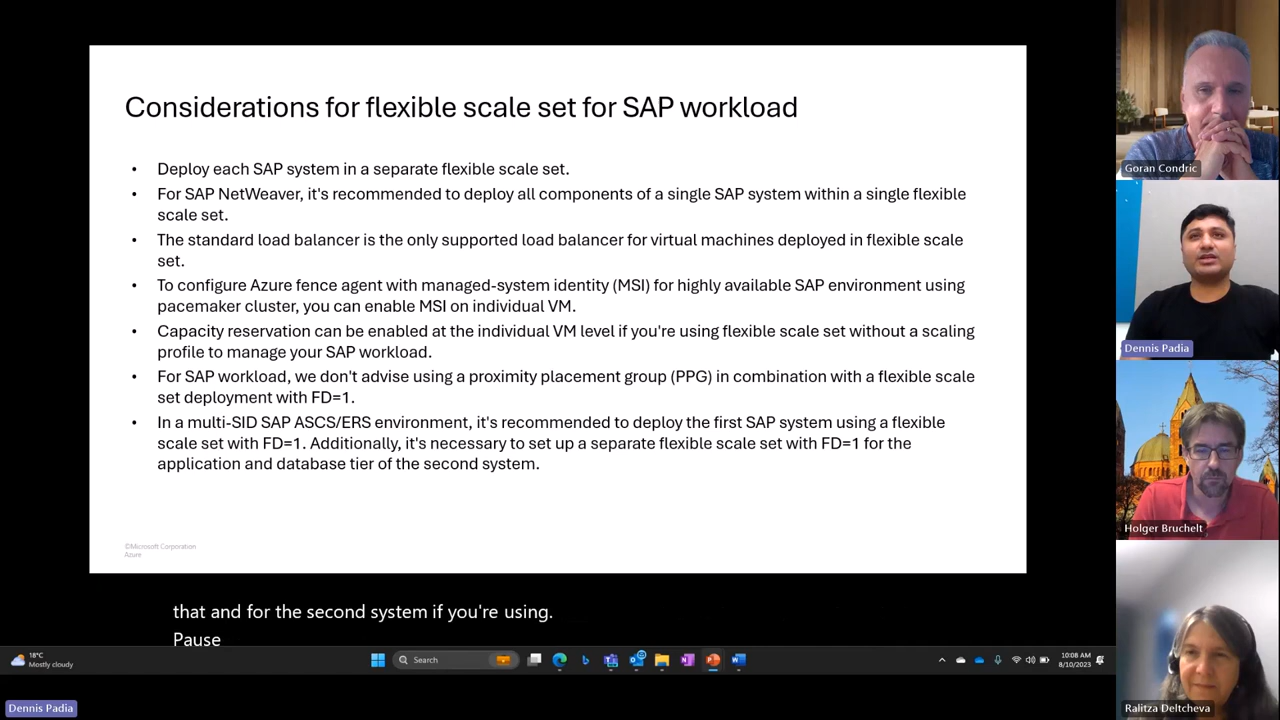 Considerations for flexible scale set for SAP workload
• Deploy each SAP system in a separate flexible scale set.
• For SAP NetWeaver, it's recommended to deploy all components of a single SAP system within a single flexible
scale set.
• The standard load balancer is the only supported load balancer for virtual machines deployed in flexible scale
set.
• To configure Azure fence agent with managed-system identity (MSI) for highly available SAP environment using
pacemaker cluster, you can enable MSI on individual VM.
• Capacity reservation can be enabled at the individual VM level if you're using flexible scale set without a scaling
profile to manage your SAP workload.
• For SAP workload, we don't advise using a proximity placement group (PPG) in combination with a flexible scale
set deployment with FD=1.
• In a multi-SID SAP ASCS/ERS environment, it's recommended to deploy the first SAP system using a flexible
scale set with FD=1. Additionally, it's necessary to set up a separate flexible scale set with FD=1 for the
application and database tier of the second system.
©Microsoft Corporation
Azure
that and for the second system if you're using.
Pause
18°C
Mostly cloudy
Search
10:08 AM
8/10/2023
Dennis Padia
Goran Condric
Dennis Padia
Holger Bruchelt
Ralitza Deltcheva